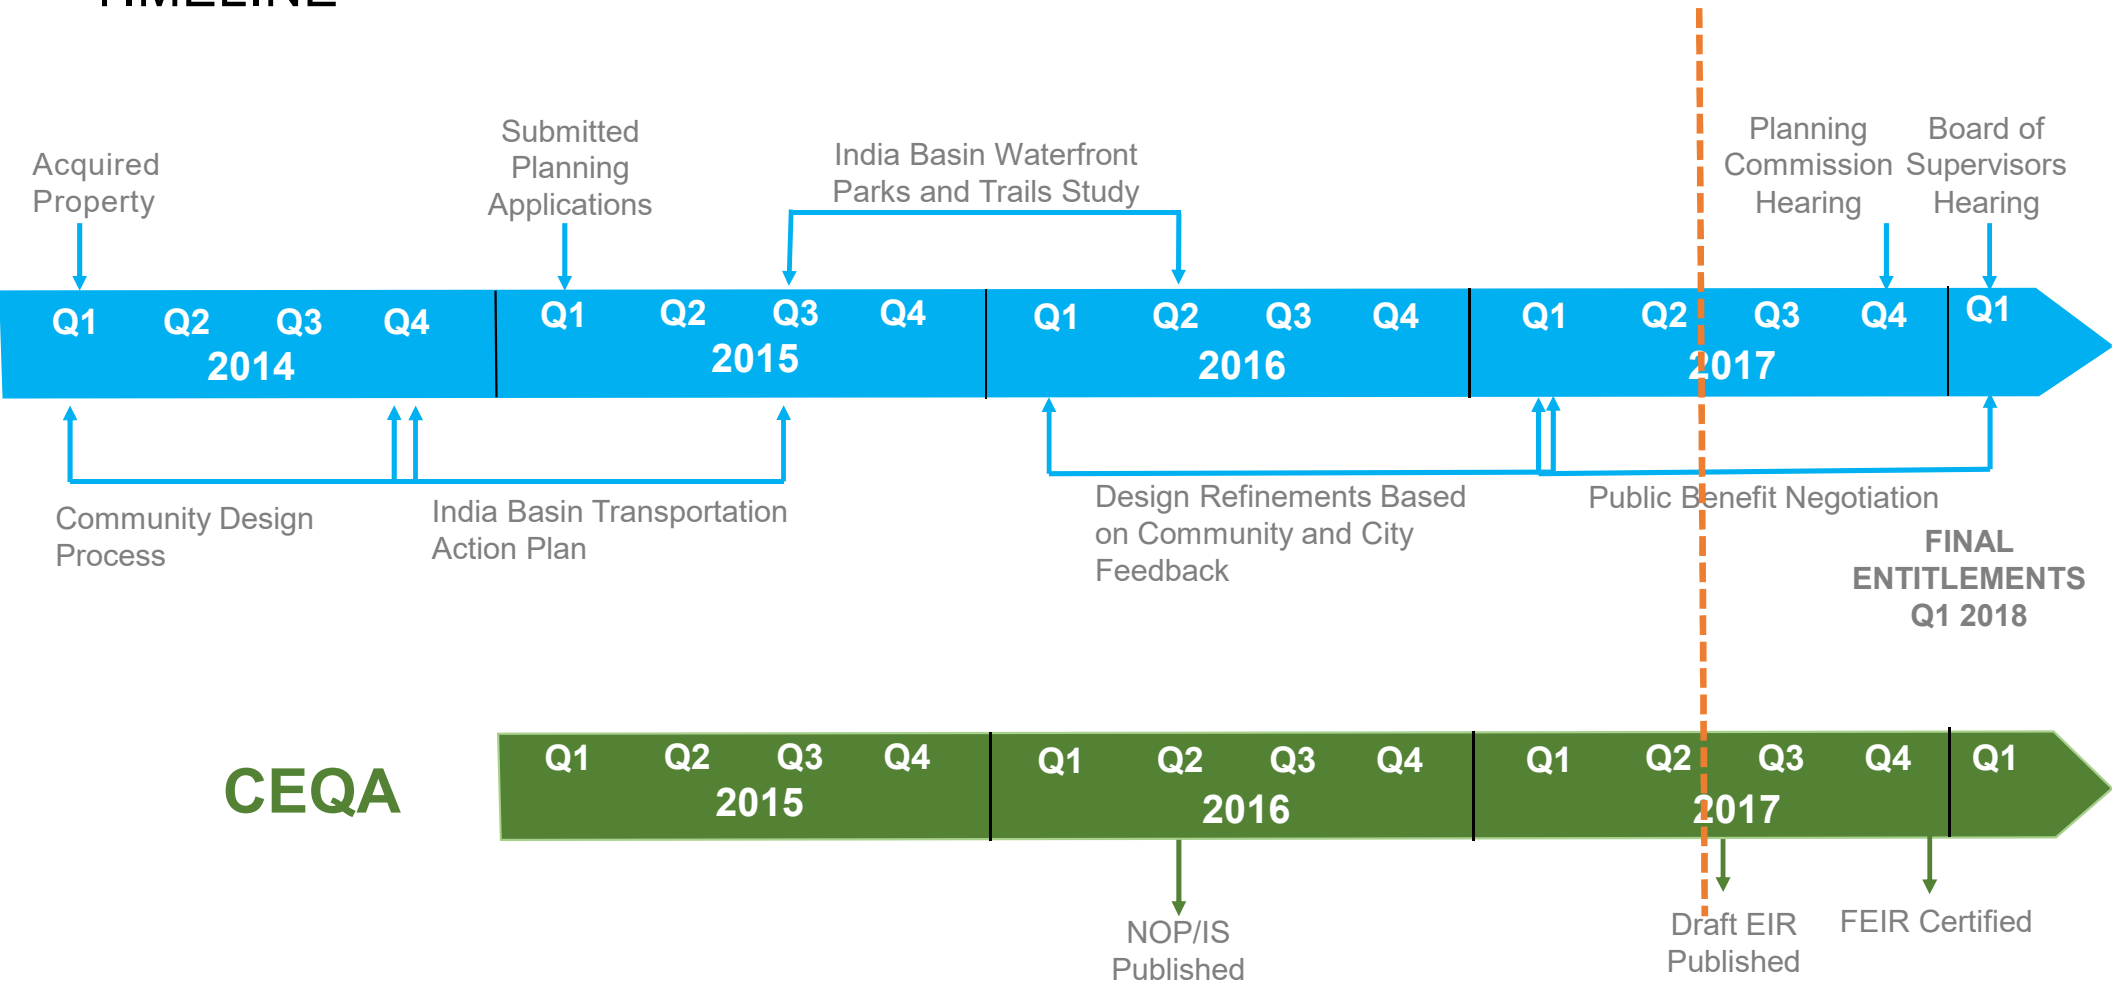 TIMELINE
Acquired
Property
Submitted
Planning
Applications
India Basin Waterfront
Parks and Trails Study
Planning
Commission
Hearing
Board of
Supervisors
Hearing
Q1 Q2 Q3 Q4
2014
Q1 Q2 Q3 Q4
2015
Q1 Q2 Q3 Q4
2016
Q1 Q2 Q3 Q4
2017
Q1
Community Design
Process
India Basin Transportation
Action Plan
Design Refinements Based
on Community and City
Feedback
Public Benefit Negotiation
FINAL
ENTITLEMENTS
Q1 2018
CEQA
Q1 Q2 Q3 Q4
2015
Q1 Q2 Q3 Q4
2016
Q1 Q2 Q3 Q4
2017
Q1
NOP/IS
Published
Draft EIR
Published
FEIR Certified